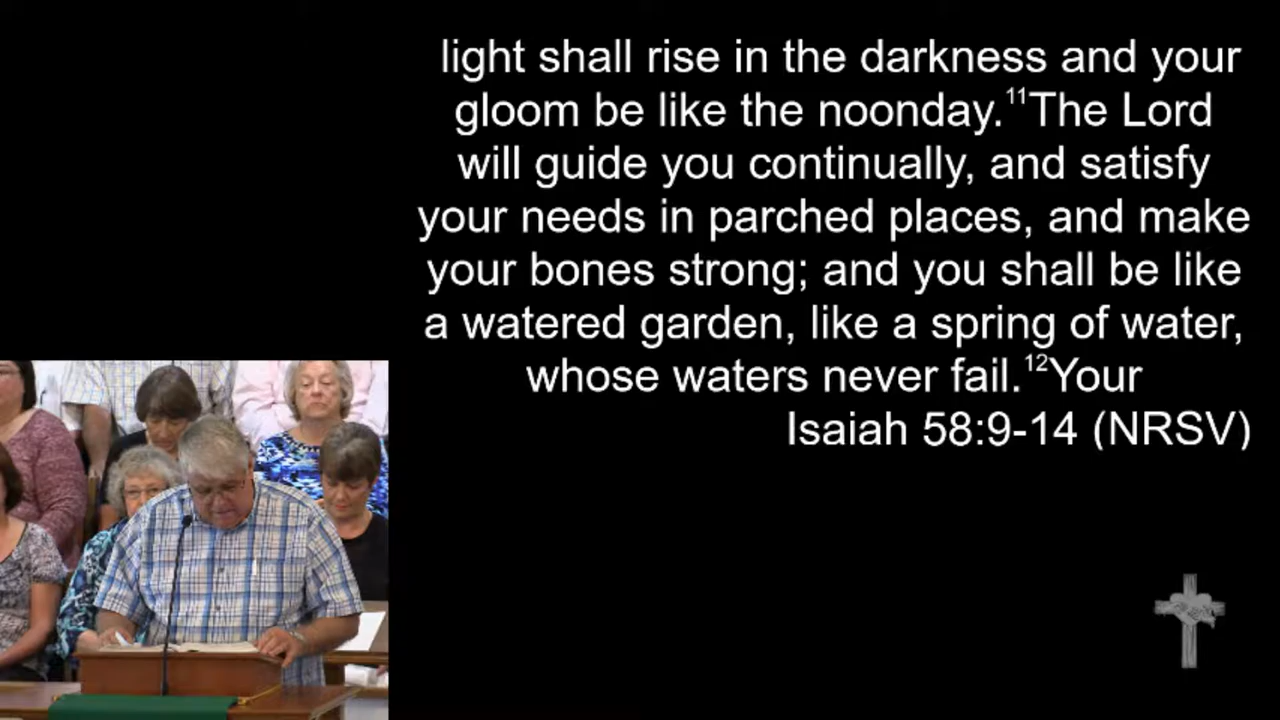 light shall rise in the darkness and your
gloom be like the noonday.¹¹The Lord
will guide you continually, and satisfy
your needs in parched places, and make
your bones strong; and you shall be like
a watered garden, like a spring of water,
whose waters never fail.¹²Your
Isaiah 58:9-14 (NRSV)